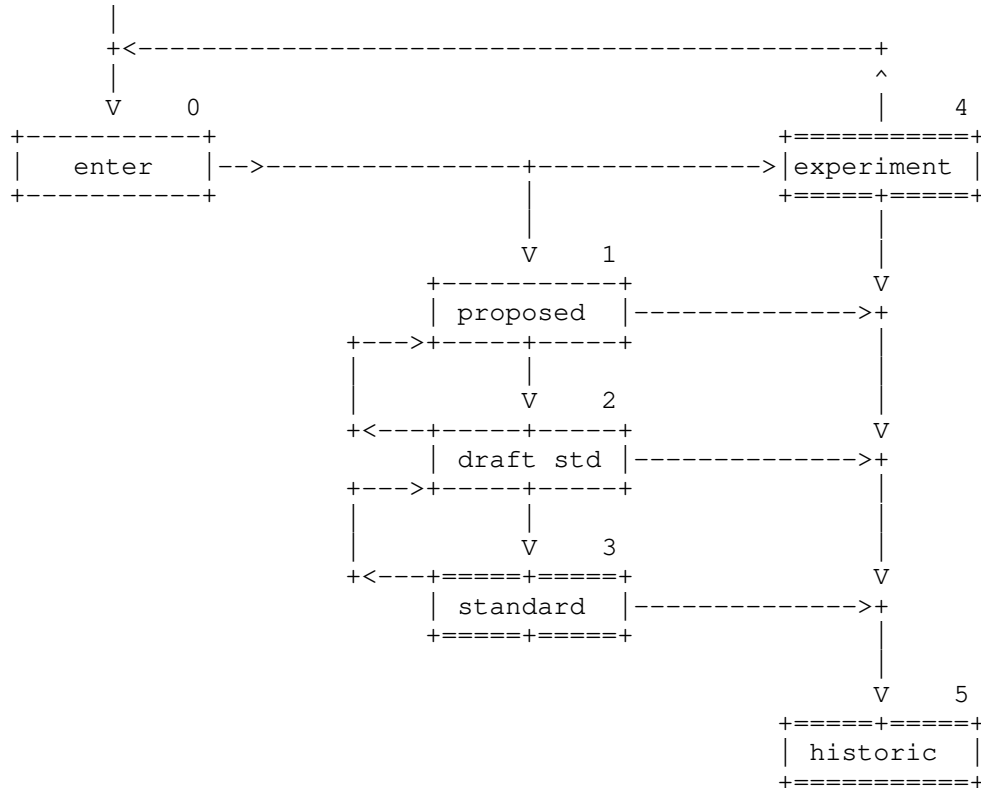 0
4
enter
experiment
1
proposed
2
draft std
3
standard
5
historic